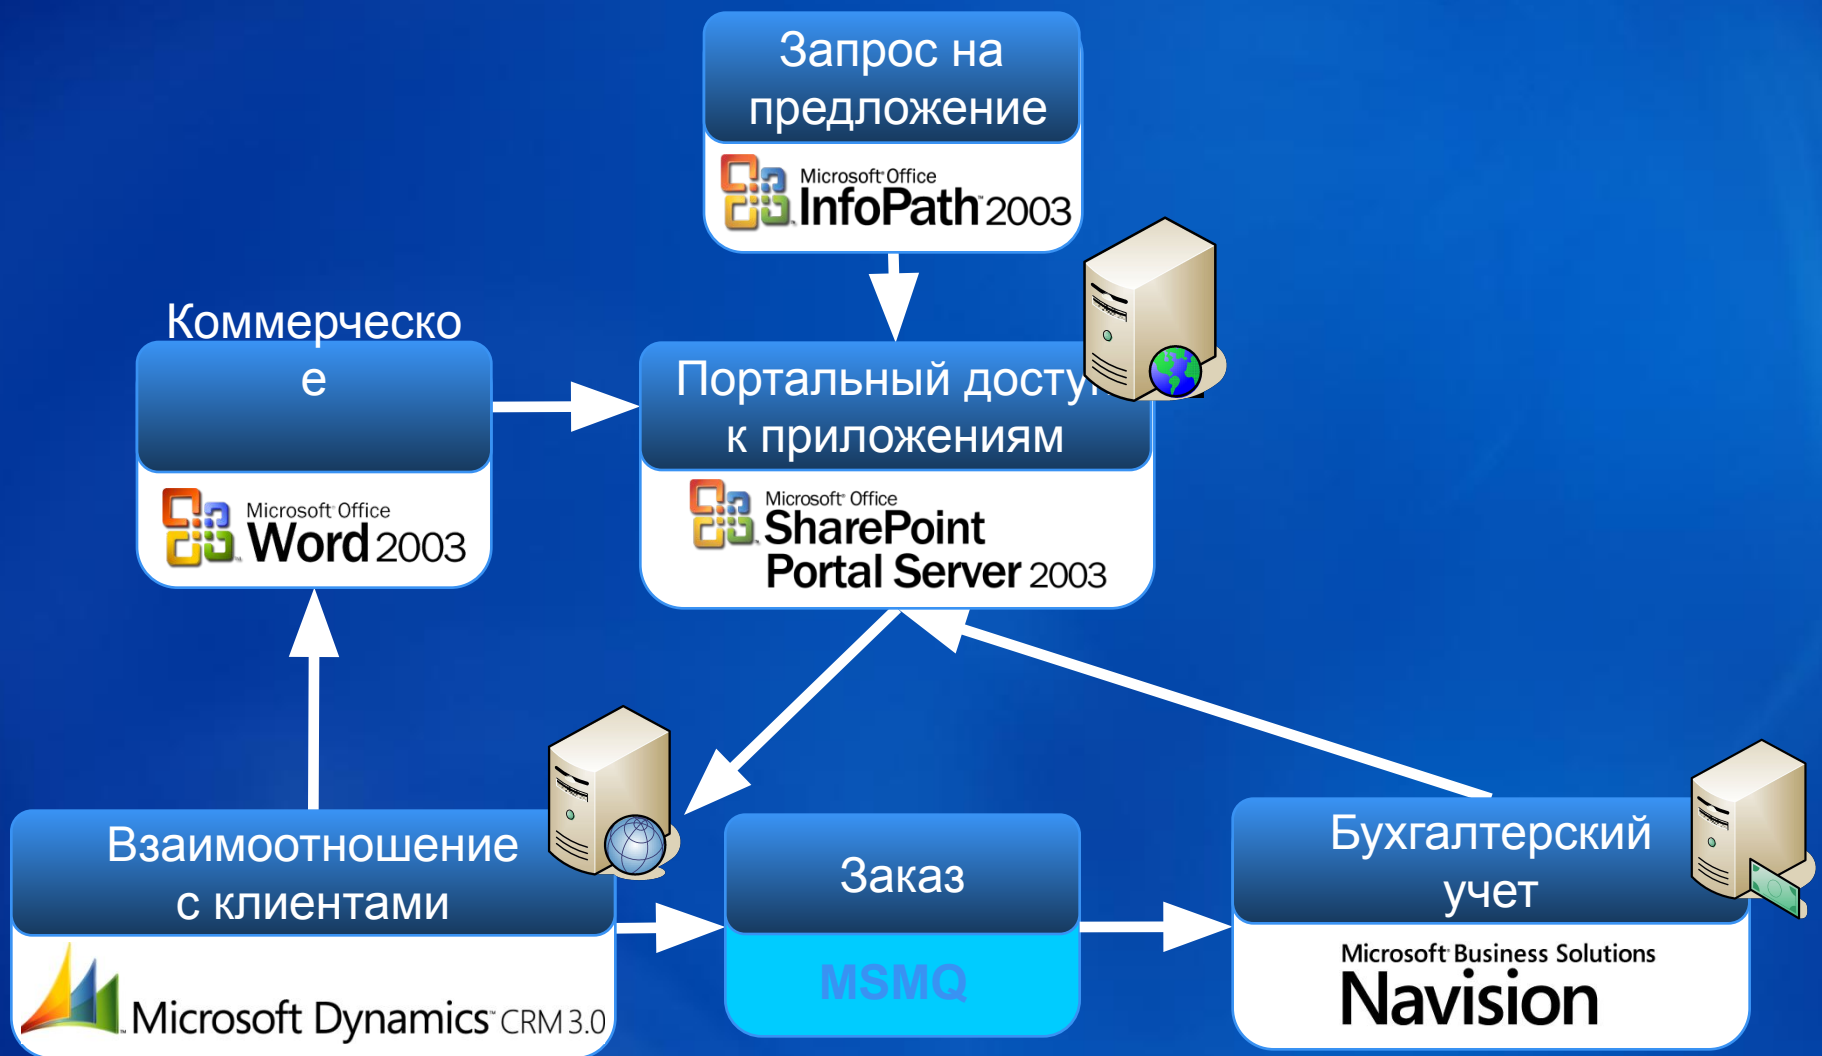 Запрос на
предложение
Microsoft Office
InfoPath 2003
Коммерческо
е
Microsoft Office
Word 2003
Портальный досту
к приложениям
Microsoft Office
SharePoint
Portal Server 2003
Взаимоотношение
с клиентами
Microsoft Dynamics CRM 3.0
Заказ
MSMQ
Бухгалтерский
учет
Microsoft Business Solutions
Navision